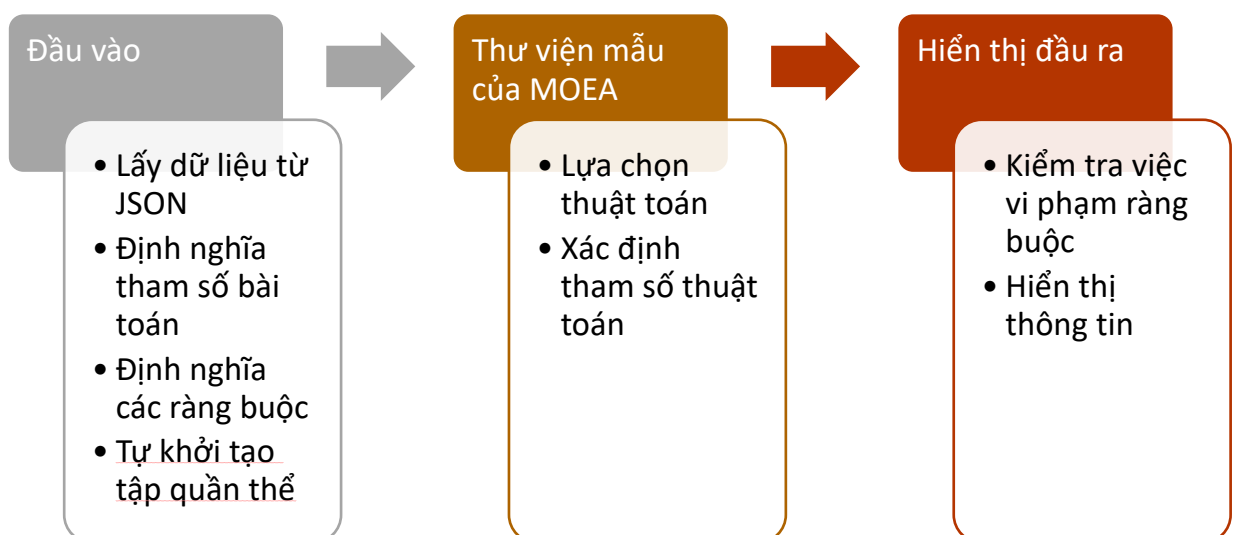 Đầu vào
• Lấy dữ liệu từ
JSON
• Định nghĩa
tham số bài
toán
• Định nghĩa
các ràng buộc
• Tự khởi tạo
tập quần thể
Thư viện mẫu
của MOEA
• Lựa chọn
thuật toán
• Xác định
tham số thuật
toán
Hiển thị đầu ra
• Kiểm tra việc
vi phạm ràng
buộc
• Hiển thị
thông tin